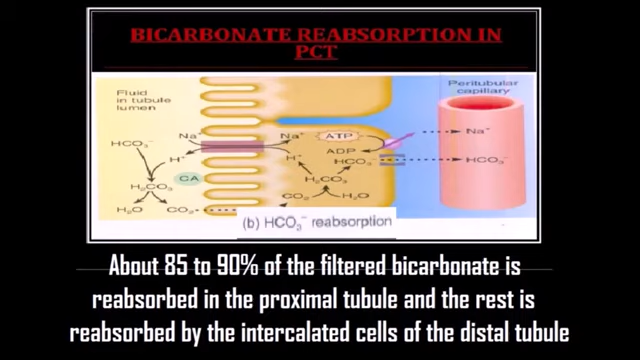 BICARBONATE REABSORPTION IN
PCT
Fluid
in tubule
lumen
Peritubular
capillary
HCO₃⁻
Na⁺
Na⁺
ATP
Na⁺
H⁺
H⁺
ADP
HCO₃⁻
HCO₃⁻
CA
H₂CO₃
H₂CO₃
H₂O
CO₂
CO₂
H₂O
(b) HCO₃⁻ reabsorption
About 85 to 90% of the filtered bicarbonate is
reabsorbed in the proximal tubule and the rest is
reabsorbed by the intercalated cells of the distal tubule